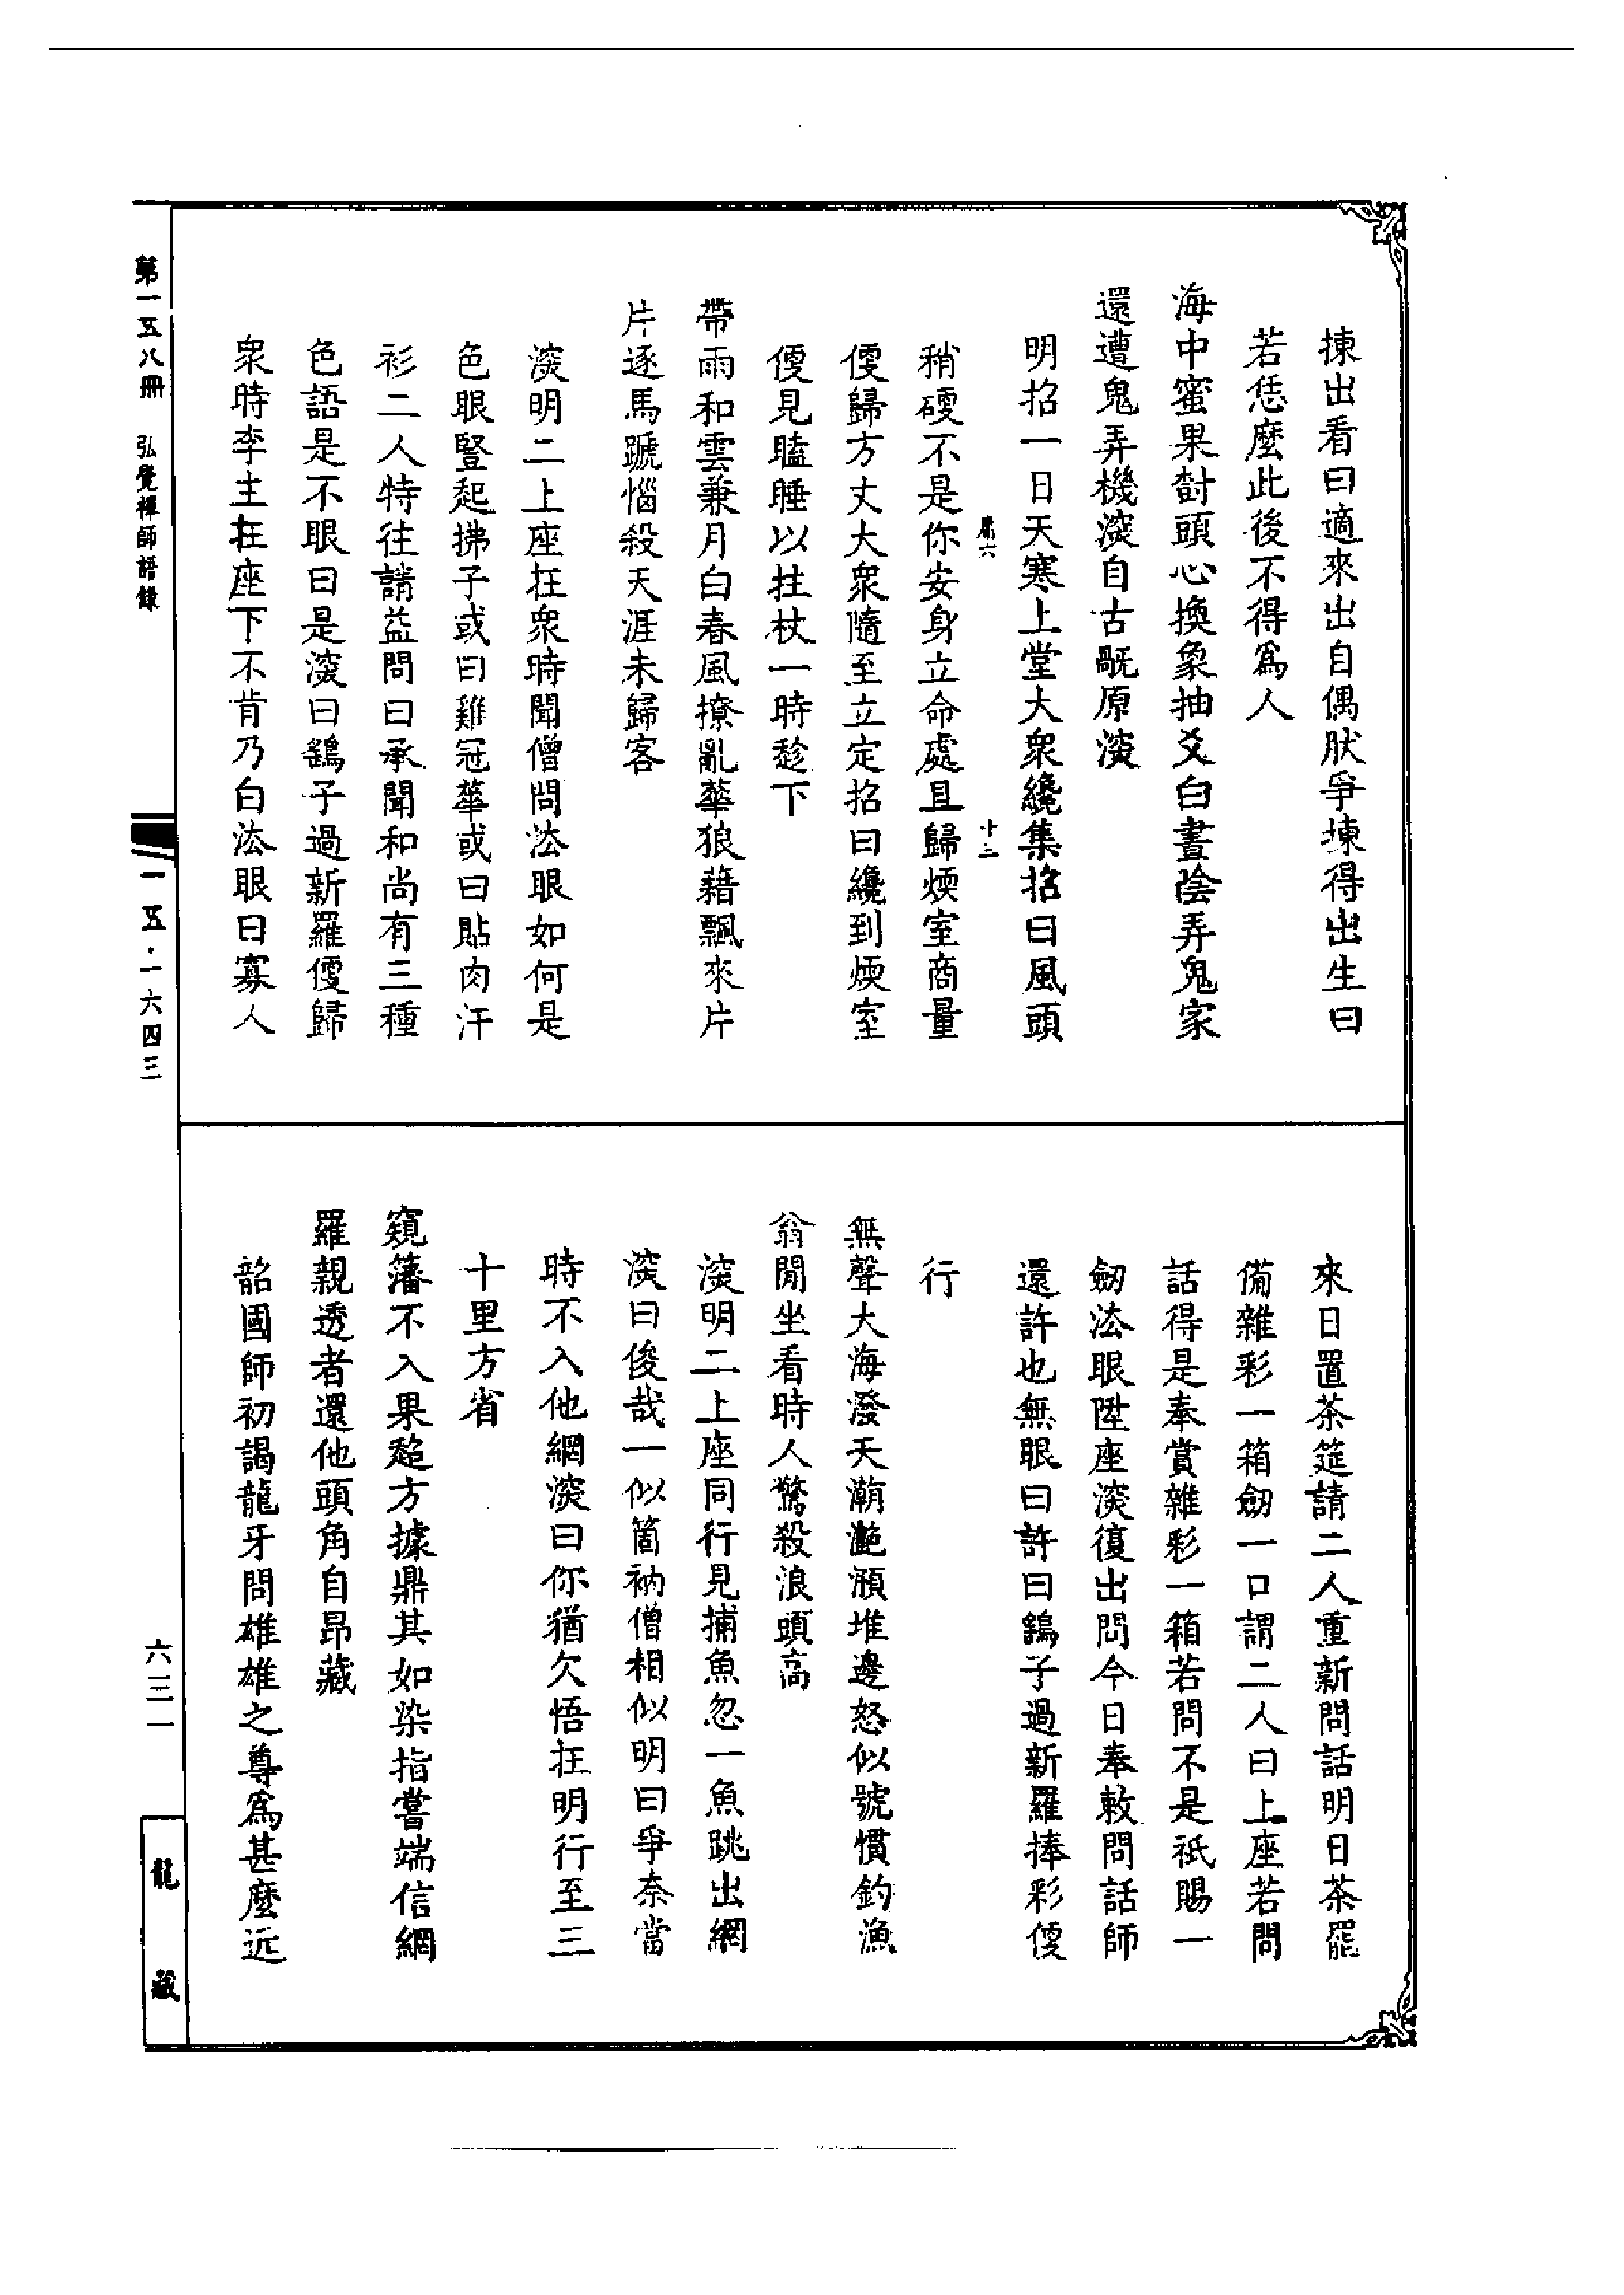 揀出看曰適來出自偶肰爭揀得出生曰
若恁麽此後不得爲人
海中蜜果對頭心換象抽爻白晝陰弄鬼家
還遭鬼弄機深自古嘅原深
明招一日天寒上堂大衆纔集招曰風頭
稍硬不是你安身立命處且歸煗室商量
便歸方丈大衆隨至立定招曰纔到煗室
便見瞌睡以拄杖一時趂下
帶雨和雲兼月白春風撩亂華狼藉飄來片
片逐馬蹏惱殺天涯未歸客
深明二上座在衆時聞僧問法眼如何是
色眼豎起拂子或曰雞冠華或曰貼肉汗
衫二人特往請益問曰承聞和尚有三種
色語是不眼曰是深曰鷂子過新羅便歸
衆時李主在座下不肯乃白法眼曰寡人
來日置茶筵請二人重新問話明日茶罷
備雜彩一箱劒一口謂二人曰上座若問
話得是奉賞雜彩一箱若問不是祇賜一
劒法眼陞座深復出問今日奉敕問話師
還許也無眼曰許曰鷂子過新羅捧彩便
行
無聲大海潑天潮灔澦堆邊怒似號慣釣漁
翁閒坐看時人驚殺浪頭高
深明二上座同行見捕魚忽一魚跳出網
深曰俊哉一似箇衲僧相似明曰爭奈當
時不入他網深曰你猶欠悟在明行至三
十里方省
窺籓不入果超方據鼎其如染指嘗端信網
羅親透者還他頭角自昂藏
韶國師初謁龍牙問雄雄之尊爲甚麽近
第一五八冊 弘覺禪師語錄
一五·一六四三
六三一
龍藏